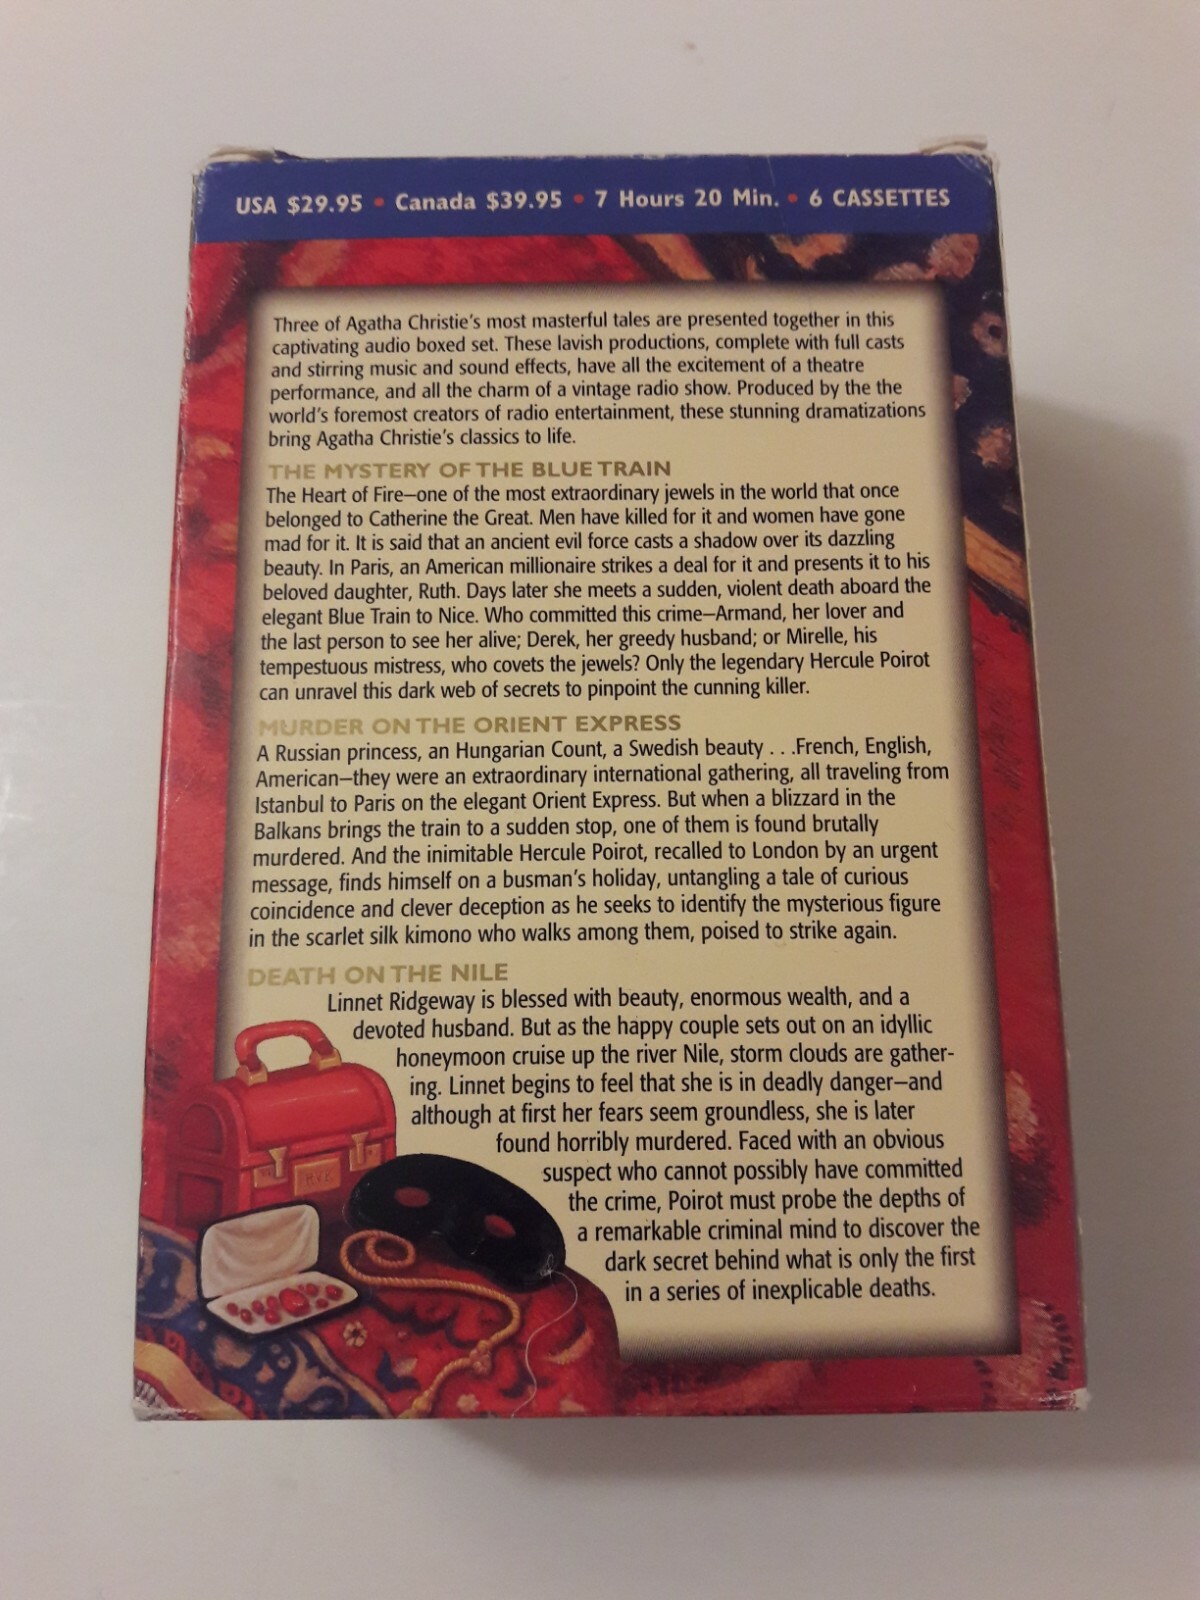 USA $29.95 • Canada $39.95 • 7 Hours 20 Min. • 6 CASSETTES
Three of Agatha Christie's most masterful tales are presented together in this
captivating audio boxed set. These lavish productions, complete with full casts
and stirring music and sound effects, have all the excitement of a theatre
performance, and all the charm of a vintage radio show. Produced by the the
world's foremost creators of radio entertainment, these stunning dramatizations
bring Agatha Christie's classics to life.
THE MYSTERY OF THE BLUE TRAIN
The Heart of Fire—one of the most extraordinary jewels in the world that once
belonged to Catherine the Great. Men have killed for it and women have gone
mad for it. It is said that an ancient evil force casts a shadow over its dazzling
beauty. In Paris, an American millionaire strikes a deal for it and presents it to his
beloved daughter, Ruth. Days later she meets a sudden, violent death aboard the
elegant Blue Train to Nice. Who committed this crime—Armand, her lover and
the last person to see her alive; Derek, her greedy husband; or Mirelle, his
tempestuous mistress, who covets the jewels? Only the legendary Hercule Poirot
can unravel this dark web of secrets to pinpoint the cunning killer.
MURDER ON THE ORIENT EXPRESS
A Russian princess, an Hungarian Count, a Swedish beauty . . .French, English,
American—they were an extraordinary international gathering, all traveling from
Istanbul to Paris on the elegant Orient Express. But when a blizzard in the
Balkans brings the train to a sudden stop, one of them is found brutally
murdered. And the inimitable Hercule Poirot, recalled to London by an urgent
message, finds himself on a busman's holiday, untangling a tale of curious
coincidence and clever deception as he seeks to identify the mysterious figure
in the scarlet silk kimono who walks among them, poised to strike again.
DEATH ON THE NILE
Linnet Ridgeway is blessed with beauty, enormous wealth, and a
devoted husband. But as the happy couple sets out on an idyllic
honeymoon cruise up the river Nile, storm clouds are gather-
ing. Linnet begins to feel that she is in deadly danger—and
although at first her fears seem groundless, she is later
found horribly murdered. Faced with an obvious
suspect who cannot possibly have committed
the crime, Poirot must probe the depths of
a remarkable criminal mind to discover the
dark secret behind what is only the first
in a series of inexplicable deaths.